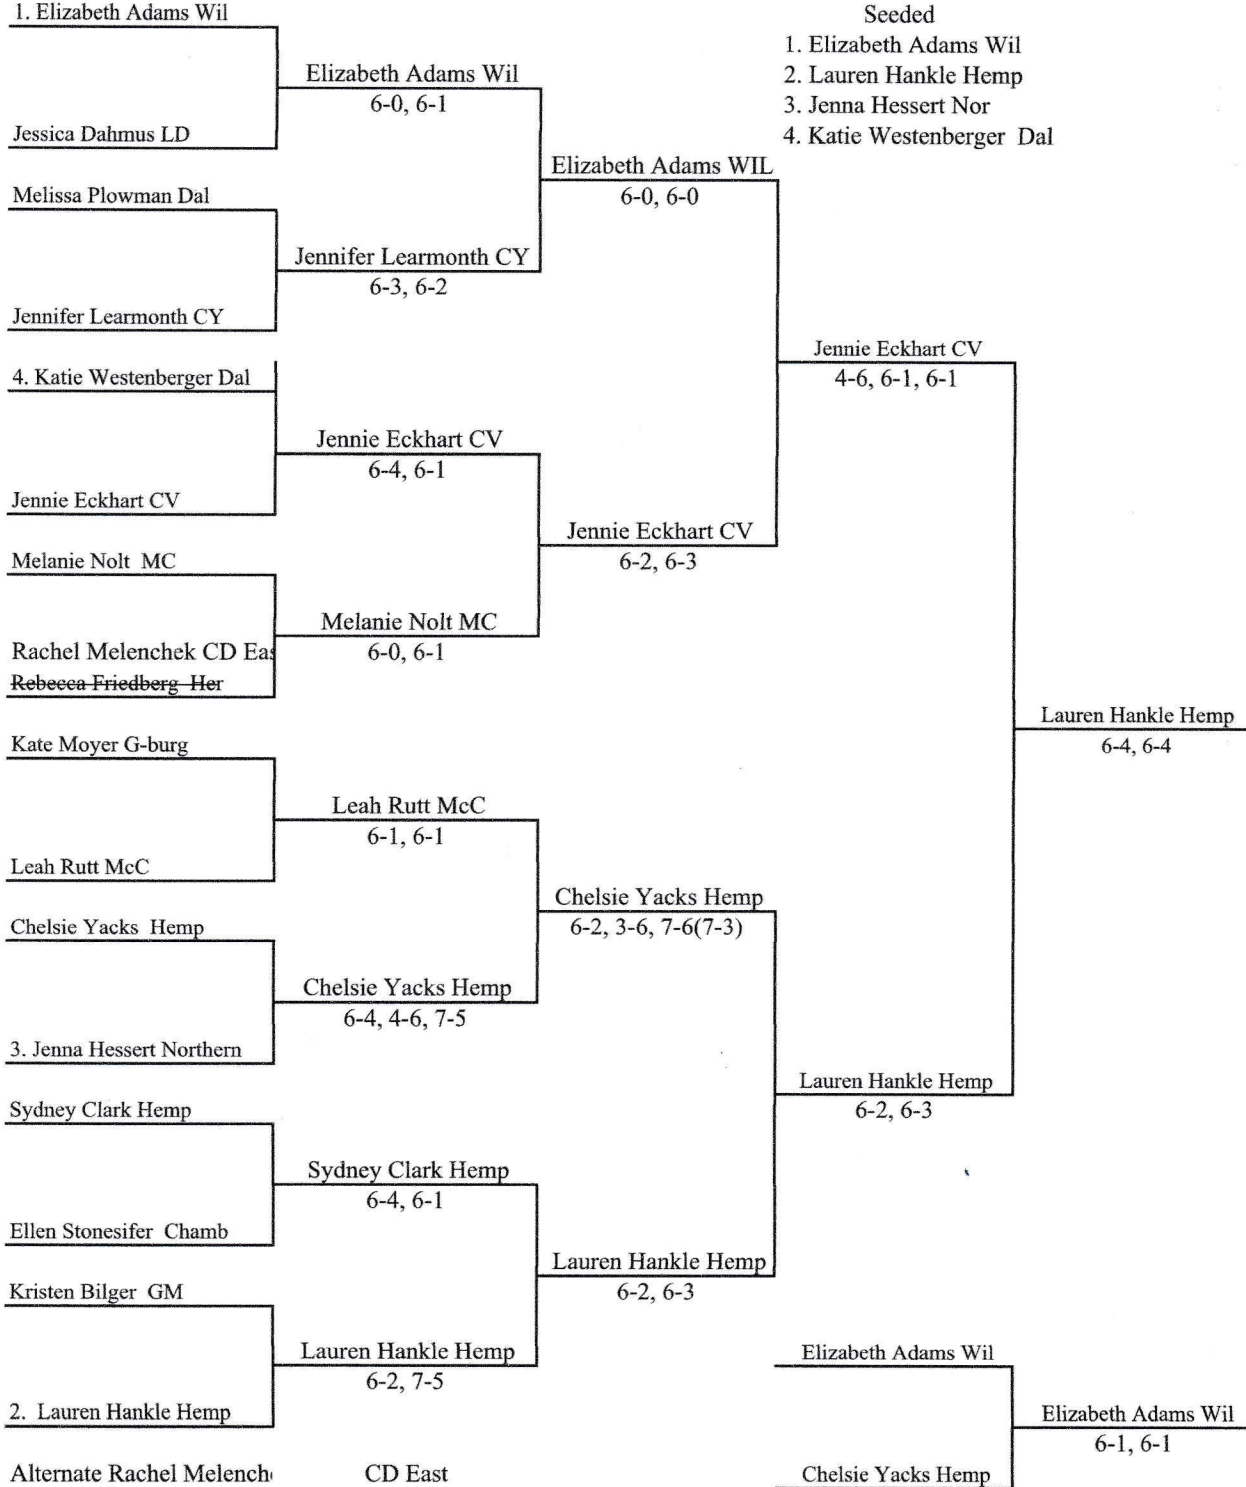 1. Elizabeth Adams Wil
Seeded
1. Elizabeth Adams Wil
2. Lauren Hankle Hemp
3. Jenna Hessert Nor
4. Katie Westenberger Dal
Elizabeth Adams Wil
6-0, 6-1
Jessica Dahmus LD
Elizabeth Adams WIL
6-0, 6-0
Melissa Plowman Dal
Jennifer Learmonth CY
6-3, 6-2
Jennifer Learmonth CY
Jennie Eckhart CV
4-6, 6-1, 6-1
4. Katie Westenberger Dal
Jennie Eckhart CV
6-4, 6-1
Jennie Eckhart CV
Jennie Eckhart CV
6-2, 6-3
Melanie Nolt MC
Melanie Nolt MC
6-0, 6-1
Rachel Melenchek CD Eas
Rebecca Friedberg Her
Lauren Hankle Hemp
6-4, 6-4
Kate Moyer G-burg
Leah Rutt McC
6-1, 6-1
Leah Rutt McC
Chelsie Yacks Hemp
6-2, 3-6, 7-6(7-3)
Chelsie Yacks Hemp
Chelsie Yacks Hemp
6-4, 4-6, 7-5
3. Jenna Hessert Northern
Lauren Hankle Hemp
6-2, 6-3
Sydney Clark Hemp
Sydney Clark Hemp
6-4, 6-1
Ellen Stonesifer Chamb
Lauren Hankle Hemp
6-2, 6-3
Kristen Bilger GM
Lauren Hankle Hemp
6-2, 7-5
2. Lauren Hankle Hemp
Elizabeth Adams Wil
Elizabeth Adams Wil
6-1, 6-1
Chelsie Yacks Hemp
Alternate Rachel Melench CD East